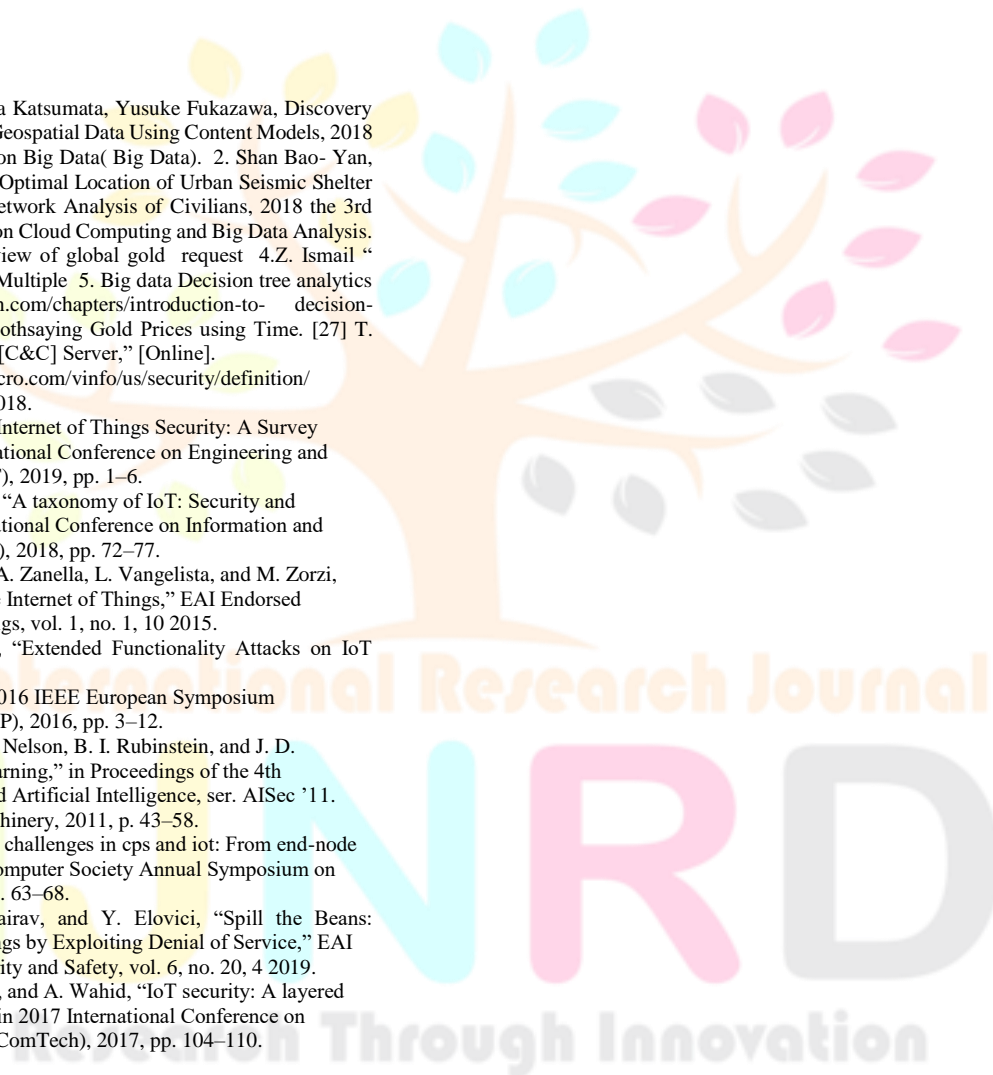 a Katsumata, Yusuke Fukazawa, Discovery
Geospatial Data Using Content Models, 2018
on Big Data( Big Data). 2. Shan Bao- Yan,
Optimal Location of Urban Seismic Shelter
etwork Analysis of Civilians, 2018 the 3rd
on Cloud Computing and Big Data Analysis.
view of global gold request 4.Z. Ismail “
Multiple 5. Big data Decision tree analytics
n.com/chapters/introduction-to- decision-
othsaying Gold Prices using Time. [27] T.
[C&C] Server,” [Online].
cro.com/vinfo/us/security/definition/
018.
Internet of Things Security: A Survey
ational Conference on Engineering and
), 2019, pp. 1–6.
“A taxonomy of IoT: Security and
ational Conference on Information and
), 2018, pp. 72–77.
A. Zanella, L. Vangelista, and M. Zorzi,
e Internet of Things,” EAI Endorsed
gs, vol. 1, no. 1, 10 2015.
, “Extended Functionality Attacks on IoT
016 IEEE European Symposium
P), 2016, pp. 3–12.
Nelson, B. I. Rubinstein, and J. D.
arning,” in Proceedings of the 4th
d Artificial Intelligence, ser. AISec ’11.
hinery, 2011, p. 43–58.
challenges in cps and iot: From end-node
omputer Society Annual Symposium on
. 63–68.
airav, and Y. Elovici, “Spill the Beans:
gs by Exploiting Denial of Service,” EAI
ity and Safety, vol. 6, no. 20, 4 2019.
, and A. Wahid, “IoT security: A layered
in 2017 International Conference on
ComTech), 2017, pp. 104–110.
International Research Journal
IJNRD
Research Through Innovation